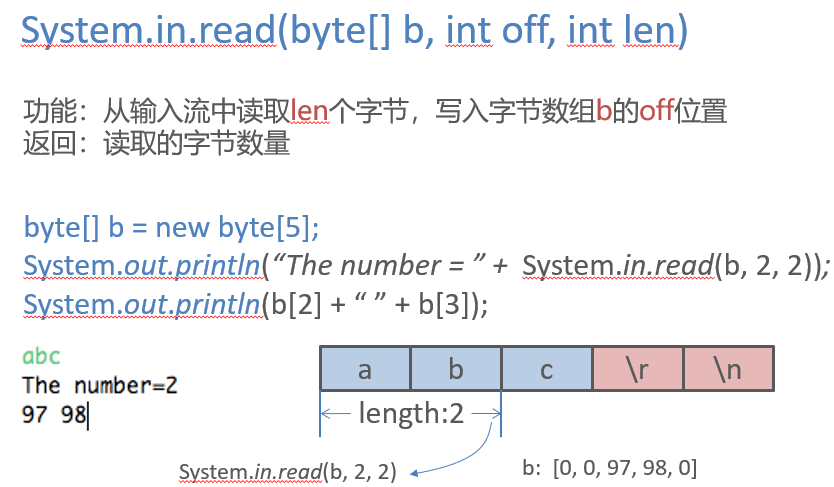 System.in.read(byte[] b, int off, int len)
功能：从输入流中读取len个字节，写入字节数组b的off位置
返回：读取的字节数量
byte[] b = new byte[5];
System.out.println(“The number = ” + System.in.read(b, 2, 2));
System.out.println(b[2] + “ ” + b[3]);
abc
The number=2
97 98
a b c \r \n
length:2
System.in.read(b, 2, 2)
b: [0, 0, 97, 98, 0]